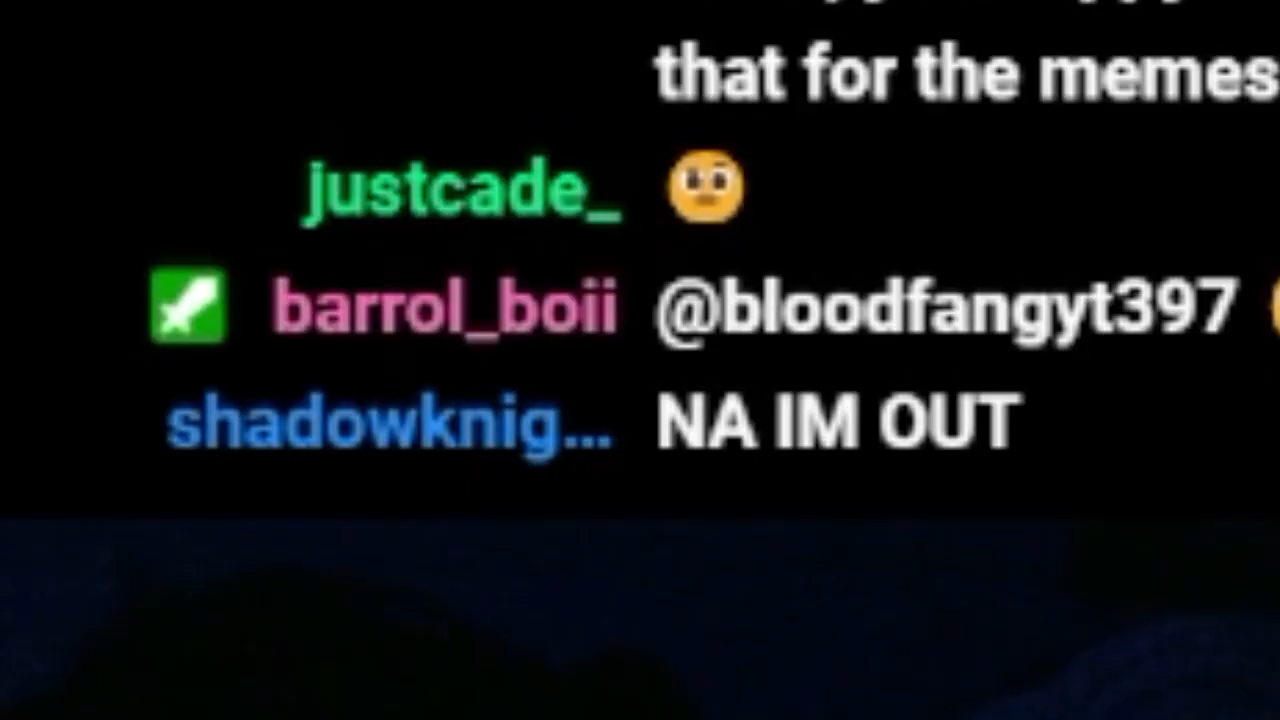 that for the memes
justcade_ 🥺
barrol_boii @bloodfangyt397
shadowknig... NA IM OUT